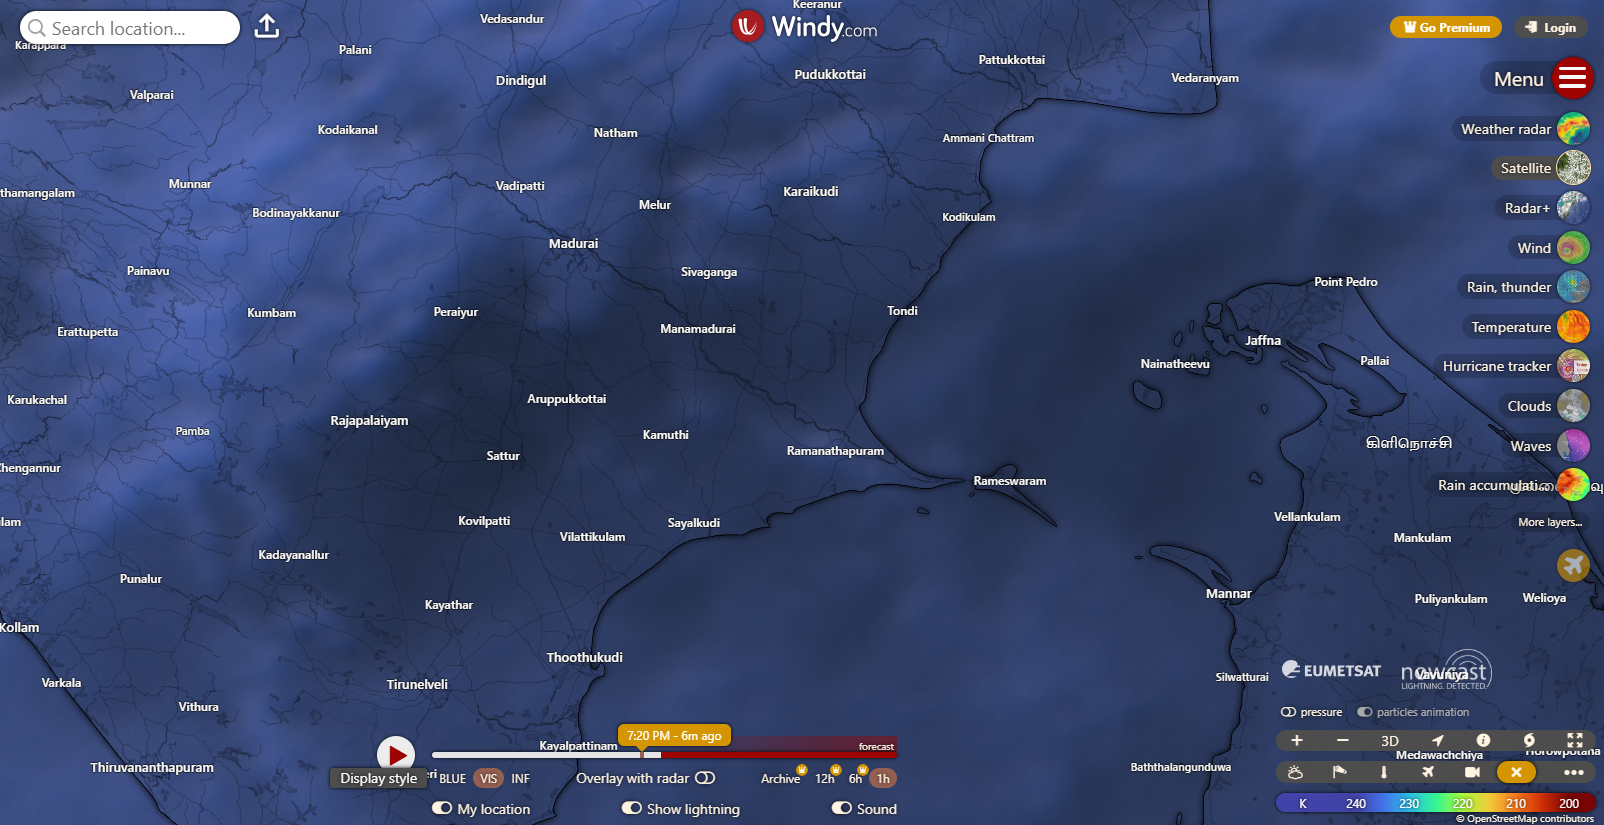 Search location...
Windy.com
Go Premium
Login
Menu
Weather radar
Satellite
Radar+
Wind
Rain, thunder
Temperature
Hurricane tracker
Clouds
Waves
Rain accumulati...
More layers...
Keeranur
Vedasandur
Karappara
Palani
Pattukkottai
Pudukkottai
Vedaranyam
Dindigul
Valparai
Kodaikanal
Natham
Ammani Chattram
Munnar
Vadipatti
Karaikudi
thamangalam
Melur
Bodinayakkanur
Kodikulam
Madurai
Painavu
Sivaganga
Point Pedro
Kumbam
Peraiyur
Tondi
Erattupetta
Manamadurai
Jaffna
Nainatheevu
Pallai
Karukachal
Aruppukkottai
Rajapalaiyam
Pamba
Kamuthi
கிளிநொச்சி
Sattur
Ramanathapuram
Chengannur
Rameswaram
lam
Kovilpatti
Sayalkudi
Vellankulam
Vilattikulam
Mankulam
Kadayanallur
Punalur
Mannar
Puliyankulam
Welioya
Kayathar
Kollam
Thoothukudi
Varkala
Tirunelveli
Silwatturai
Vavuniya
Vithura
Kayalpattinam
Thiruvananthapuram
Baththalangunduwa
Medawachchiya
Horowpotana
EUMETSAT
nowcast
LIGHTNING. DETECTED.
pressure
particles animation
3D
K 240 230 220 210 200
© OpenStreetMap contributors
7:20 PM - 6m ago
forecast
Display style
eri
BLUE VIS INF
Overlay with radar
Archive 12h 6h 1h
My location
Show lightning
Sound